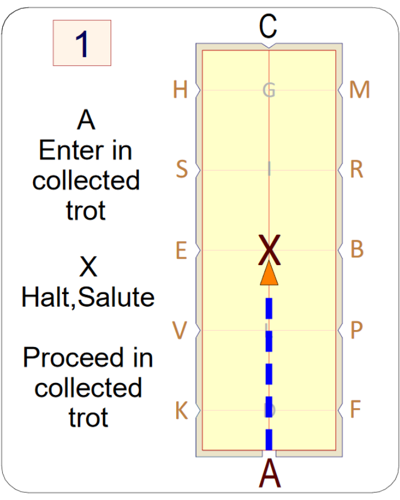 1
C
A
Enter in
collected
trot
X
Halt,Salute
Proceed in
collected
trot
H G M
S I R
E X B
V P
K D F
A